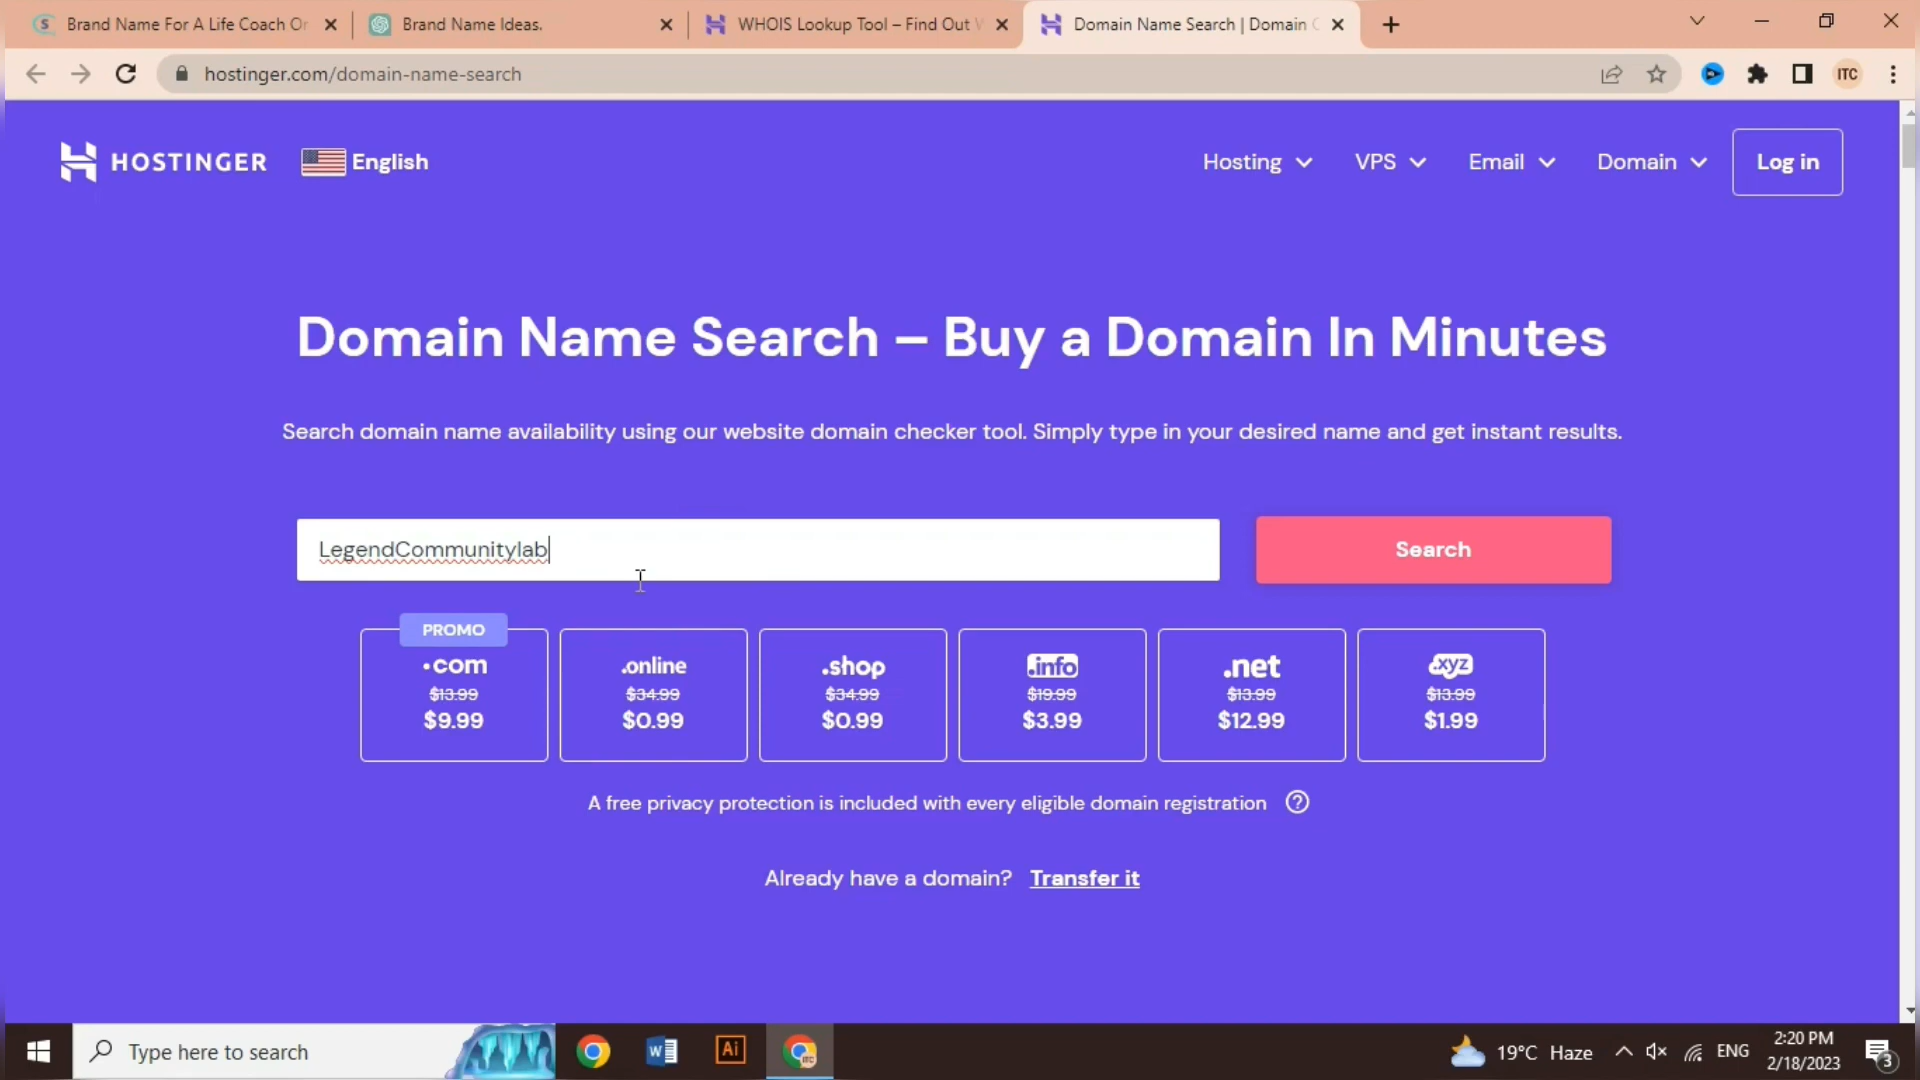 Brand Name For A Life Coach Or
Brand Name Ideas.
WHOIS Lookup Tool – Find Out
Domain Name Search | Domain
hostinger.com/domain-name-search
ITC
HOSTINGER
English
Hosting
VPS
Email
Domain
Log in
Domain Name Search – Buy a Domain In Minutes
Search domain name availability using our website domain checker tool. Simply type in your desired name and get instant results.
LegendCommunitylab
Search
PROMO
.com
$13.99
$9.99
.online
$34.99
$0.99
.shop
$34.99
$0.99
.info
$19.99
$3.99
.net
$13.99
$12.99
.xyz
$13.99
$1.99
A free privacy protection is included with every eligible domain registration ?
Already have a domain? Transfer it
Type here to search
W
Ai
19°C Haze
ENG
2:20 PM
2/18/2023
3